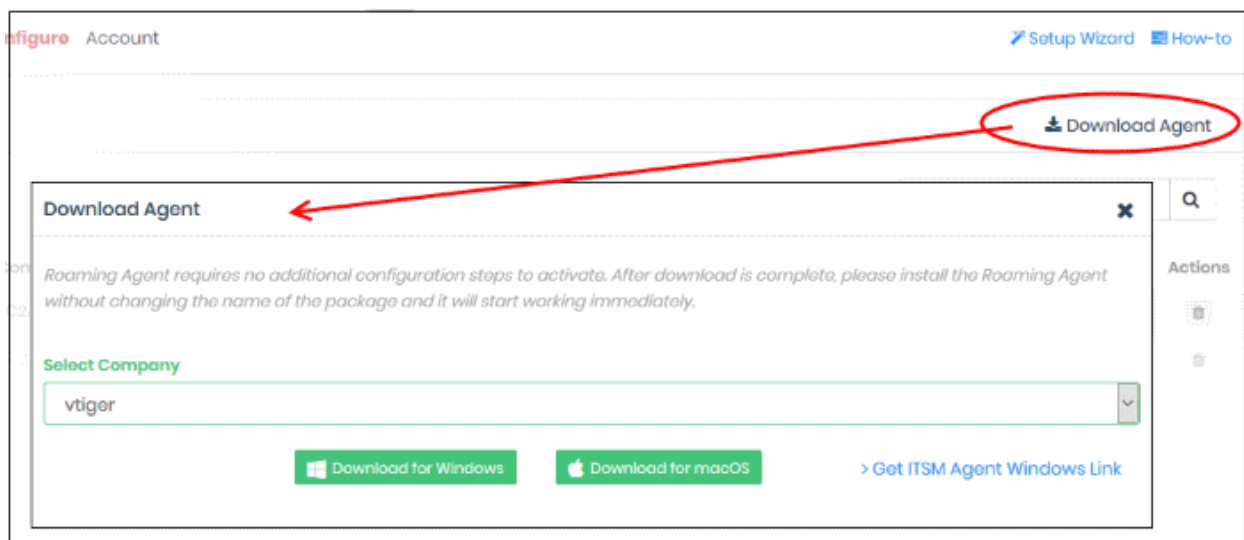 nfigure Account Setup Wizard How-to
Download Agent
Download Agent
Actions
Roaming Agent requires no additional configuration steps to activate. After download is complete, please install the Roaming Agent
without changing the name of the package and it will start working immediately.
Select Company
vtiger
Download for Windows Download for macOS > Get ITSM Agent Windows Link